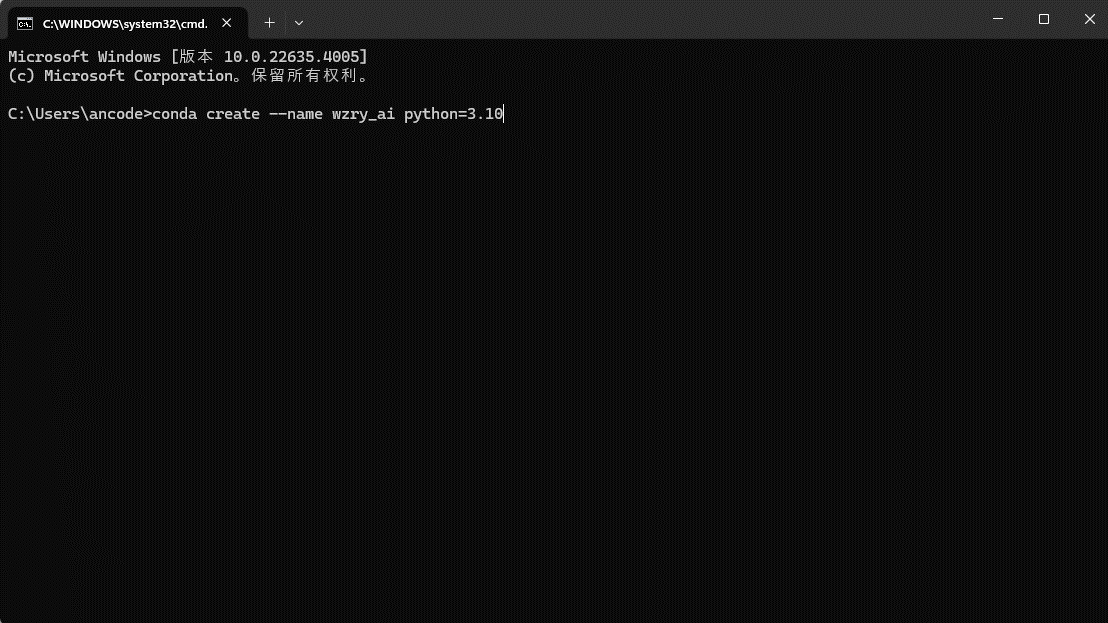 C:\WINDOWS\system32\cmd.
Microsoft Windows [版本 10.0.22635.4005]
(c) Microsoft Corporation。保留所有权利。
C:\Users\ancode>conda create --name wzry_ai python=3.10